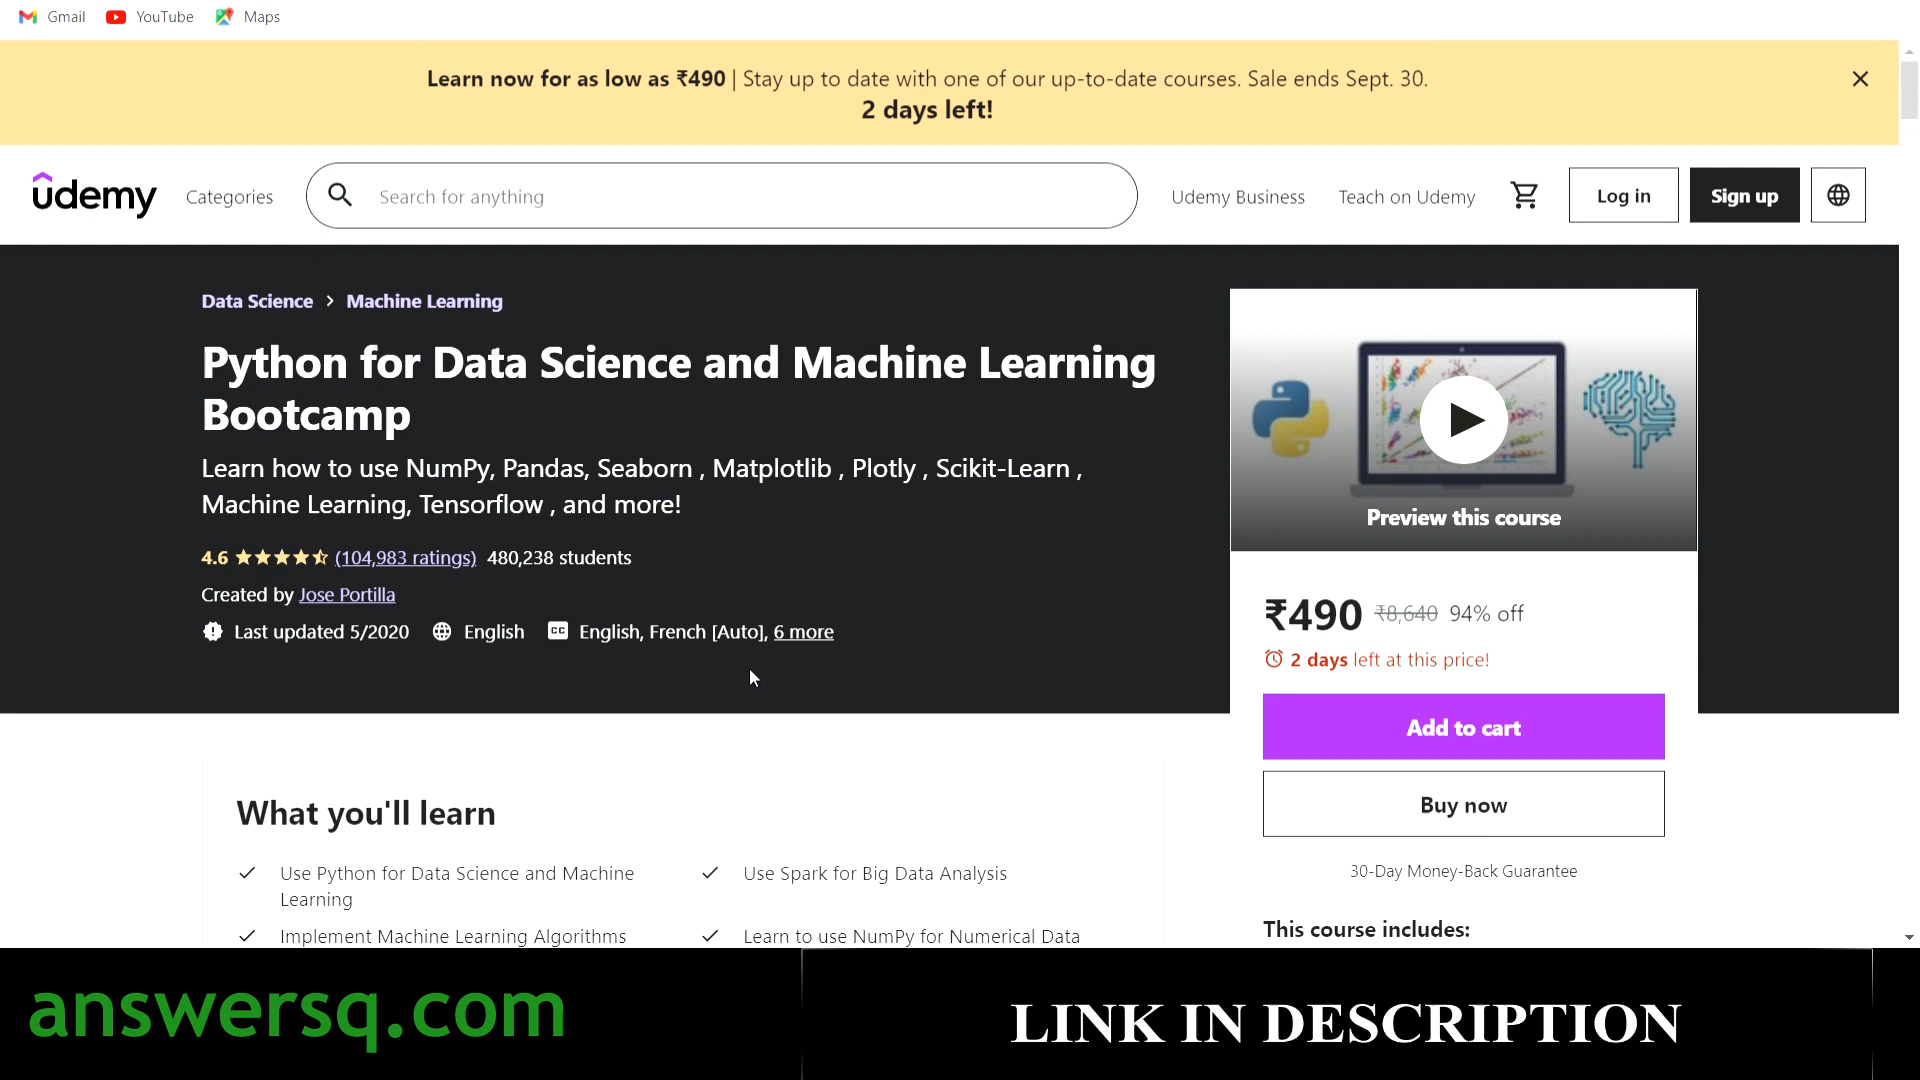 Gmail YouTube Maps
Learn now for as low as ₹490 | Stay up to date with one of our up-to-date courses. Sale ends Sept. 30.
2 days left!
udemy Categories Search for anything Udemy Business Teach on Udemy Log in Sign up
Data Science > Machine Learning
Python for Data Science and Machine Learning
Bootcamp
Learn how to use NumPy, Pandas, Seaborn , Matplotlib , Plotly , Scikit-Learn ,
Machine Learning, Tensorflow , and more!
4.6 (104,983 ratings) 480,238 students
Created by Jose Portilla
Last updated 5/2020 English CC English, French [Auto], 6 more
Preview this course
₹490 ₹8,640 94% off
2 days left at this price!
Add to cart
Buy now
30-Day Money-Back Guarantee
This course includes:
What you'll learn
Use Python for Data Science and Machine
Learning
Use Spark for Big Data Analysis
Implement Machine Learning Algorithms
Learn to use NumPy for Numerical Data
answersq.com
LINK IN DESCRIPTION